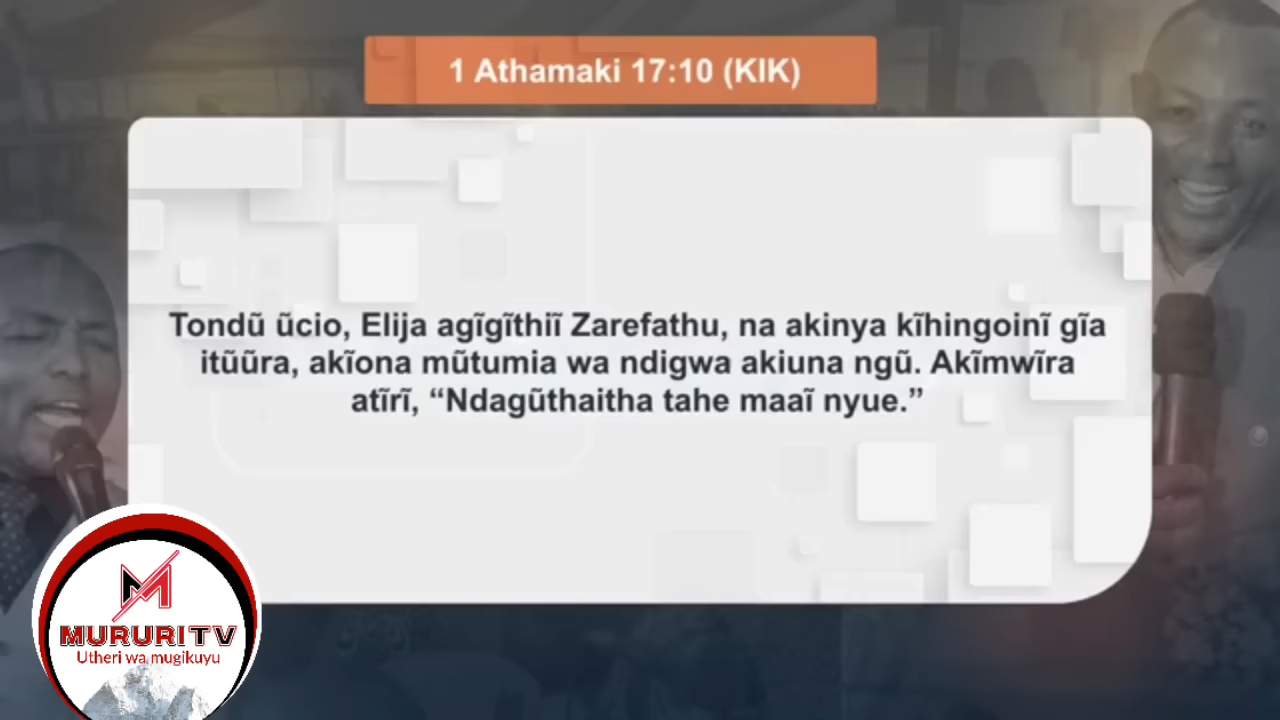 1 Athamaki 17:10 (KIK)
Tondũ ũcio, Elija agĩgĩthiĩ Zarefathu, na akinya kĩhingoinĩ gĩa
itũũra, akĩona mũtumia wa ndigwa akiuna ngũ. Akĩmwĩra
atĩrĩ, “Ndagũthaitha tahe maaĩ nyue.”
MURURI TV
Utheri wa mugikuyu